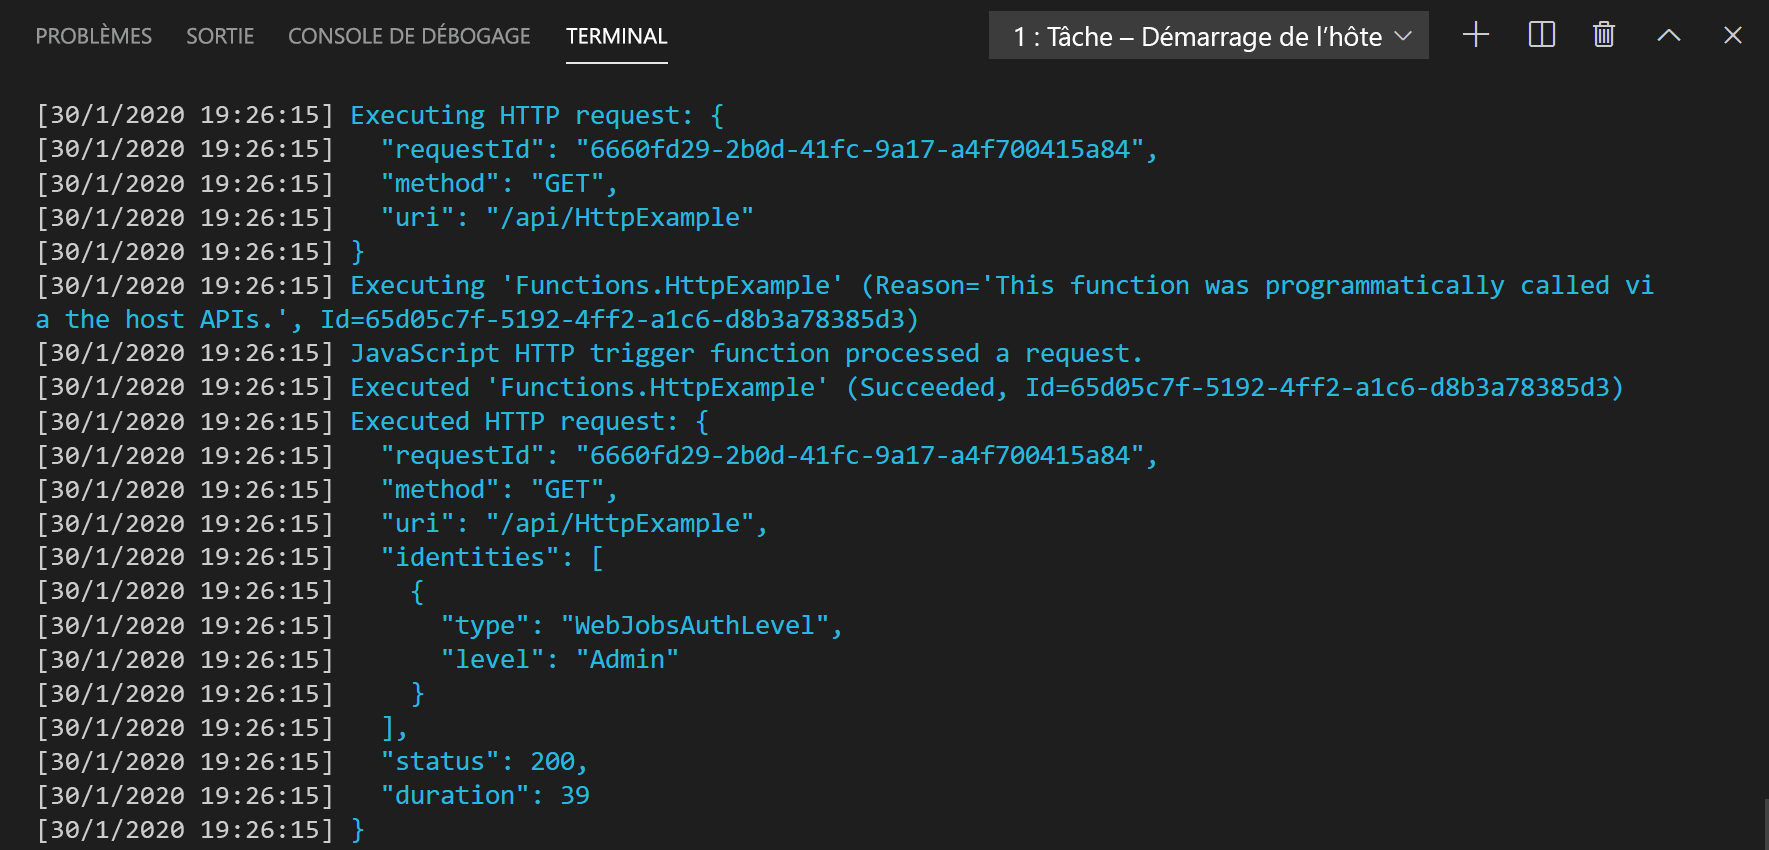 PROBLÈMES SORTIE CONSOLE DE DÉBOGAGE TERMINAL 1 : Tâche – Démarrage de l’hôte
[30/1/2020 19:26:15] Executing HTTP request: {
[30/1/2020 19:26:15]   "requestId": "6660fd29-2b0d-41fc-9a17-a4f700415a84",
[30/1/2020 19:26:15]   "method": "GET",
[30/1/2020 19:26:15]   "uri": "/api/HttpExample"
[30/1/2020 19:26:15] }
[30/1/2020 19:26:15] Executing 'Functions.HttpExample' (Reason='This function was programmatically called vi
a the host APIs.', Id=65d05c7f-5192-4ff2-a1c6-d8b3a78385d3)
[30/1/2020 19:26:15] JavaScript HTTP trigger function processed a request.
[30/1/2020 19:26:15] Executed 'Functions.HttpExample' (Succeeded, Id=65d05c7f-5192-4ff2-a1c6-d8b3a78385d3)
[30/1/2020 19:26:15] Executed HTTP request: {
[30/1/2020 19:26:15]   "requestId": "6660fd29-2b0d-41fc-9a17-a4f700415a84",
[30/1/2020 19:26:15]   "method": "GET",
[30/1/2020 19:26:15]   "uri": "/api/HttpExample",
[30/1/2020 19:26:15]   "identities": [
[30/1/2020 19:26:15]     {
[30/1/2020 19:26:15]       "type": "WebJobsAuthLevel",
[30/1/2020 19:26:15]       "level": "Admin"
[30/1/2020 19:26:15]     }
[30/1/2020 19:26:15]   ],
[30/1/2020 19:26:15]   "status": 200,
[30/1/2020 19:26:15]   "duration": 39
[30/1/2020 19:26:15] }